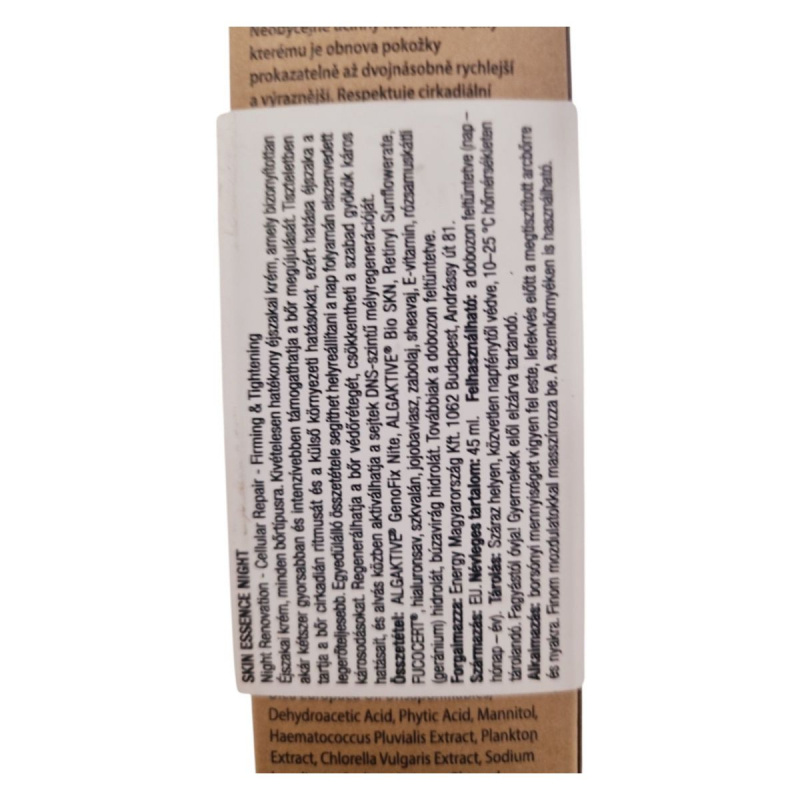 kterému je obnova pokožky
prokazatelně až dvojnásobně rychlejší
a výraznější. Respektuje cirkadiální
SKIN ESSENCE NIGHT
Night Renovation - Cellular Repair - Firming & Tightening
Éjszakai krém, minden bőrtípusra. Kivételesen hatékony éjszakai krém, amely bizonyítottan
akár kétszer gyorsabban és intenzívebben támogathatja a bőr megújulását. Tiszteletben
tartja a bőr cirkadián ritmusát és a külső környezeti hatásokat, ezért hatása éjszaka a
legerőteljesebb. Egyedülálló összetétele segíthet helyreállítani a nap folyamán elszenvedett
károsodásokat. Regenerálhatja a bőr védőrétegét, csökkentheti a szabad gyökök káros
hatásait, és alvás közben aktiválhatja a sejtek DNS-szintű mélyregenerációját.
Összetétel: ALGAKTIVE® GenoFix Nite, ALGAKTIVE® Bio SKN, Retinyl Sunflowerate,
FUCOCERT®, hialuronsav, szkvalán, jojobaviasz, zabolaj, sheavaj, E-vitamin, rózsamuskátli
(geránium) hidrolát, búzavirág hidrolát. Továbbiak a dobozon feltüntetve.
Forgalmazza: Energy Magyarország Kft. 1062 Budapest, Andrássy út 81.
Származás: EU. Névleges tartalom: 45 ml. Felhasználható: a dobozon feltüntetve (nap –
hónap – év). Tárolás: Száraz helyen, közvetlen napfénytől védve, 10–25 °C hőmérsékleten
tárolandó. Fagyástól óvja! Gyermekek elől elzárva tartandó.
Alkalmazás: borsónyi mennyiséget vigyen fel este, lefekvés előtt a megtisztított arcbőrre
és nyakra. Finom mozdulatokkal masszírozza be. A szemkörnyéken is használható.
Dehydroacetic Acid, Phytic Acid, Mannitol,
Haematococcus Pluvialis Extract, Plankton
Extract, Chlorella Vulgaris Extract, Sodium